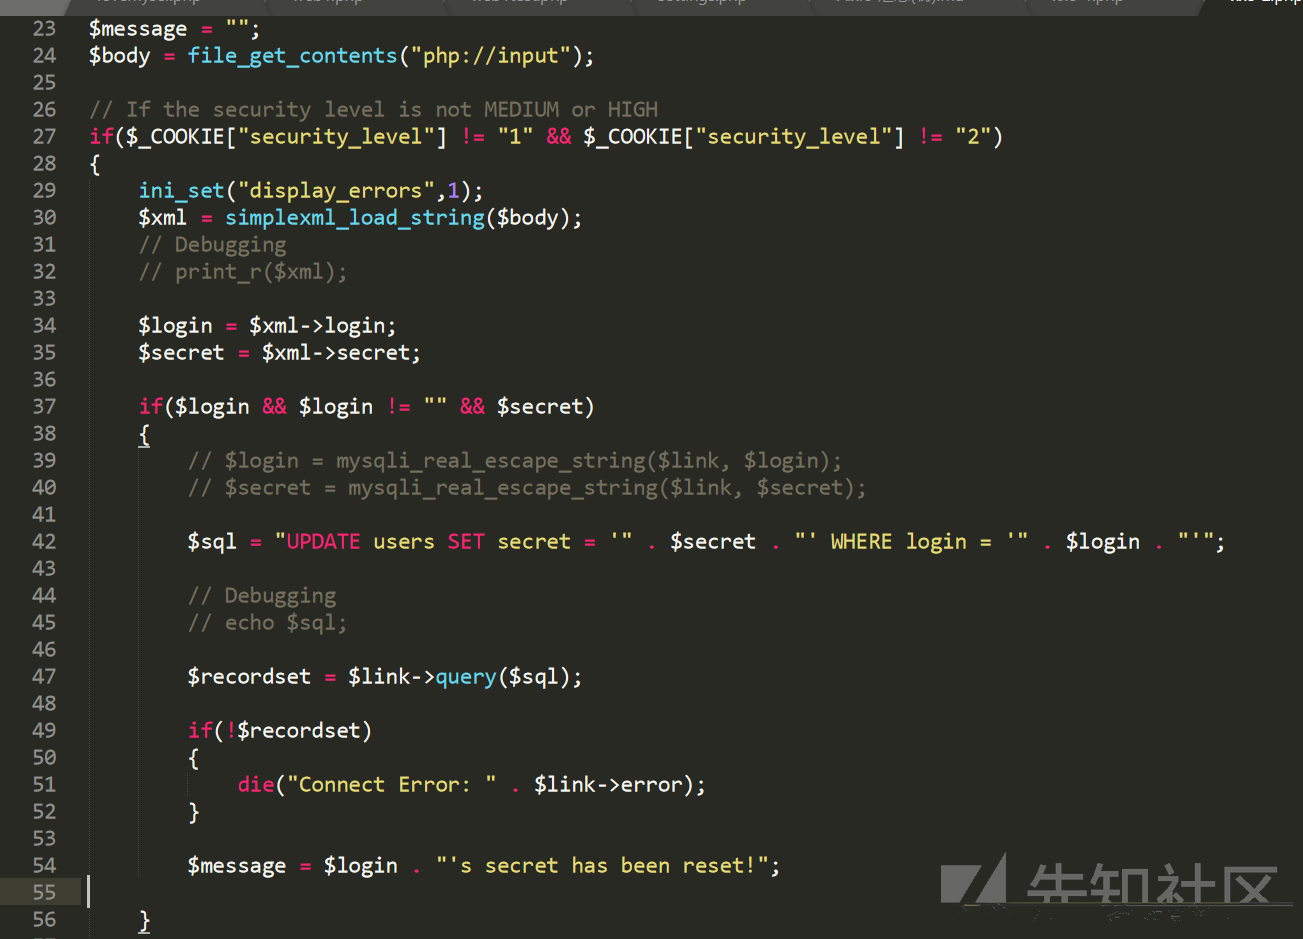 23 $message = "";
24 $body = file_get_contents("php://input");
25
26 // If the security level is not MEDIUM or HIGH
27 if($_COOKIE["security_level"] != "1" && $_COOKIE["security_level"] != "2")
28 {
29     ini_set("display_errors",1);
30     $xml = simplexml_load_string($body);
31     // Debugging
32     // print_r($xml);
33
34     $login = $xml->login;
35     $secret = $xml->secret;
36
37     if($login && $login != "" && $secret)
38     {
39         // $login = mysqli_real_escape_string($link, $login);
40         // $secret = mysqli_real_escape_string($link, $secret);
41
42         $sql = "UPDATE users SET secret = '" . $secret . "' WHERE login = '" . $login . "'";
43
44         // Debugging
45         // echo $sql;
46
47         $recordset = $link->query($sql);
48
49         if(!$recordset)
50         {
51             die("Connect Error: " . $link->error);
52         }
53
54         $message = $login . "'s secret has been reset!";
55
56     }
先知社区